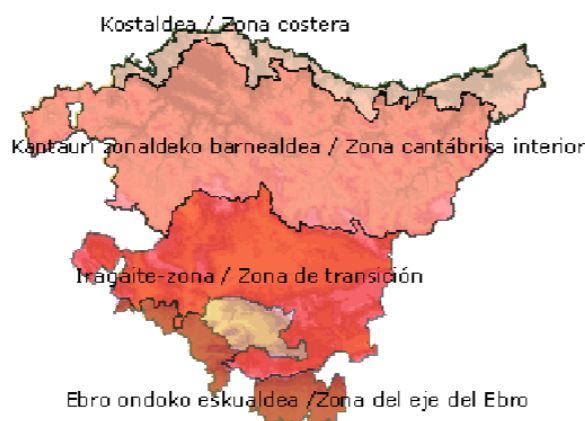 Kostaldea / Zona costera
Kantauri zonaldeko barnealdea / Zona cantábrica interior
Iragaite-zona / Zona de transición
Ebro ondoko eskualdea /Zona del eje del Ebro